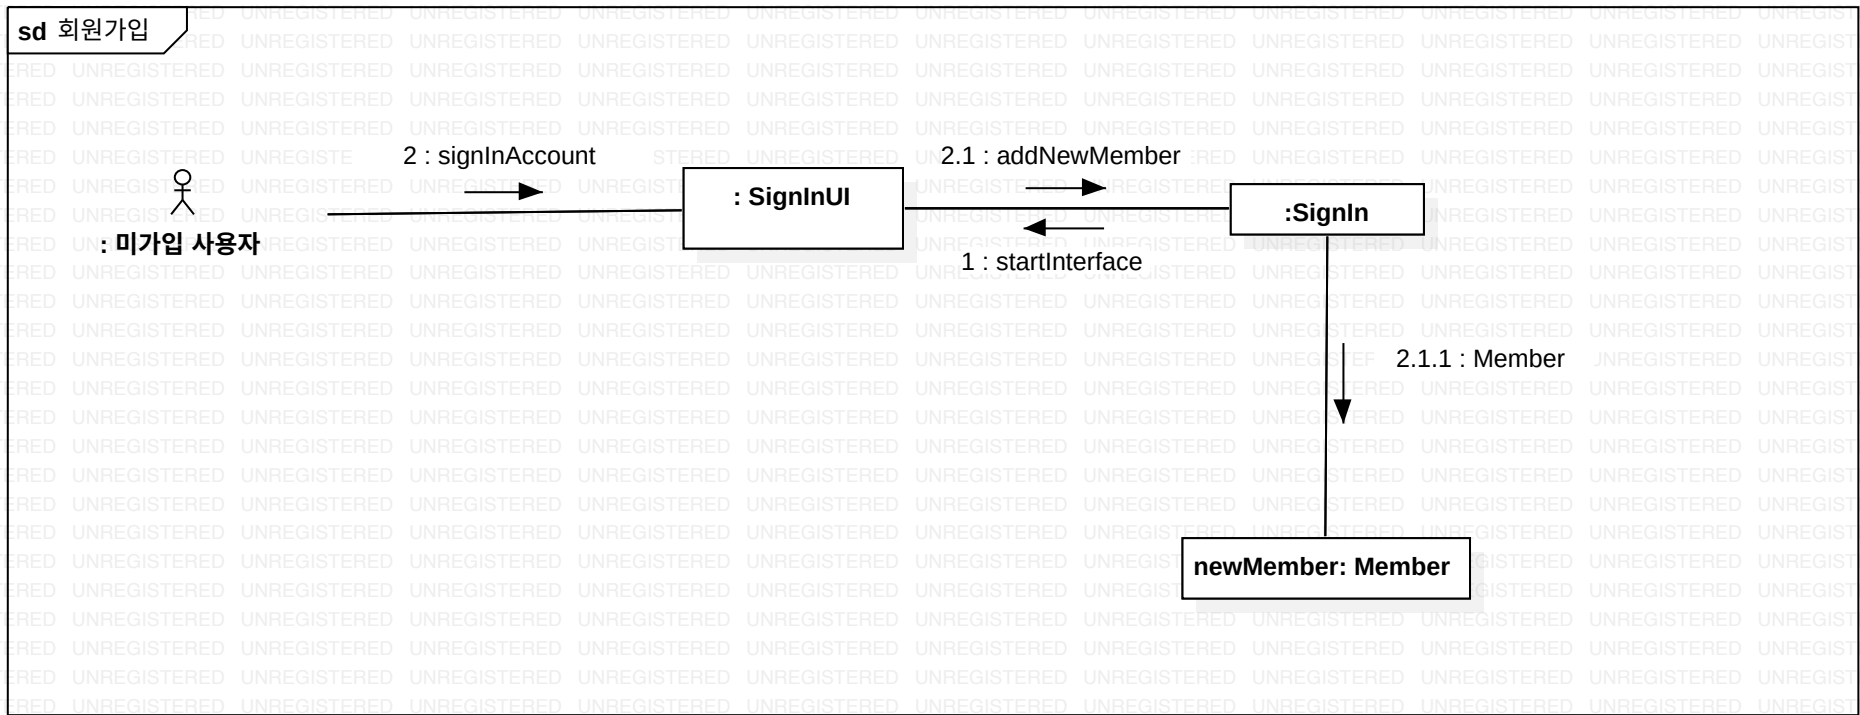 sd 회원가입
2 : signInAccount
2.1 : addNewMember
: SignInUI
:SignIn
: 미가입 사용자
1 : startInterface
2.1.1 : Member
newMember: Member
UNREGISTERED